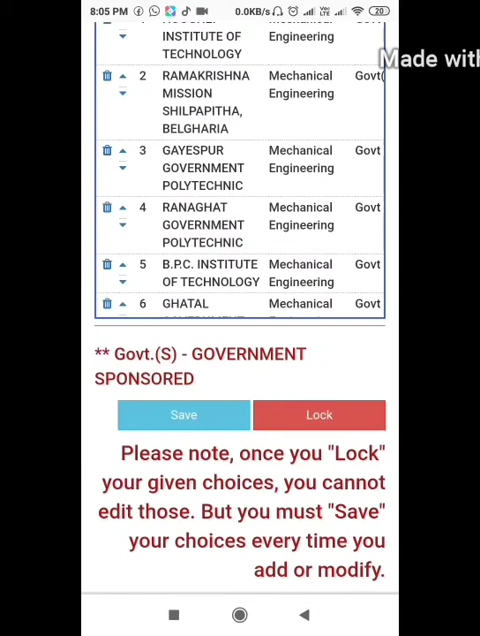 8:05 PM 0.0KB/s 20
Made with
INSTITUTE OF Engineering
TECHNOLOGY
2 RAMAKRISHNA Mechanical Govt(
MISSION Engineering
SHILPAPITHA,
BELGHARIA
3 GAYESPUR Mechanical Govt
GOVERNMENT Engineering
POLYTECHNIC
4 RANAGHAT Mechanical Govt
GOVERNMENT Engineering
POLYTECHNIC
5 B.P.C. INSTITUTE Mechanical Govt
OF TECHNOLOGY Engineering
6 GHATAL Mechanical Govt
** Govt.(S) - GOVERNMENT
SPONSORED
Save Lock
Please note, once you "Lock"
your given choices, you cannot
edit those. But you must "Save"
your choices every time you
add or modify.